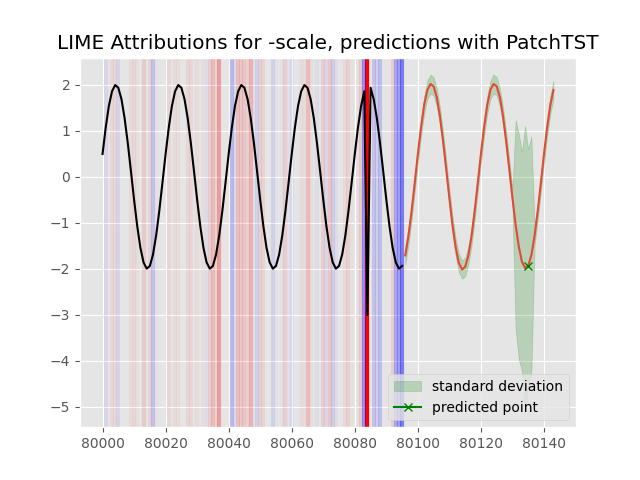 LIME Attributions for -scale, predictions with PatchTST
2
1
0
−1
−2
−3
−4
−5
standard deviation
predicted point
80000 80020 80040 80060 80080 80100 80120 80140